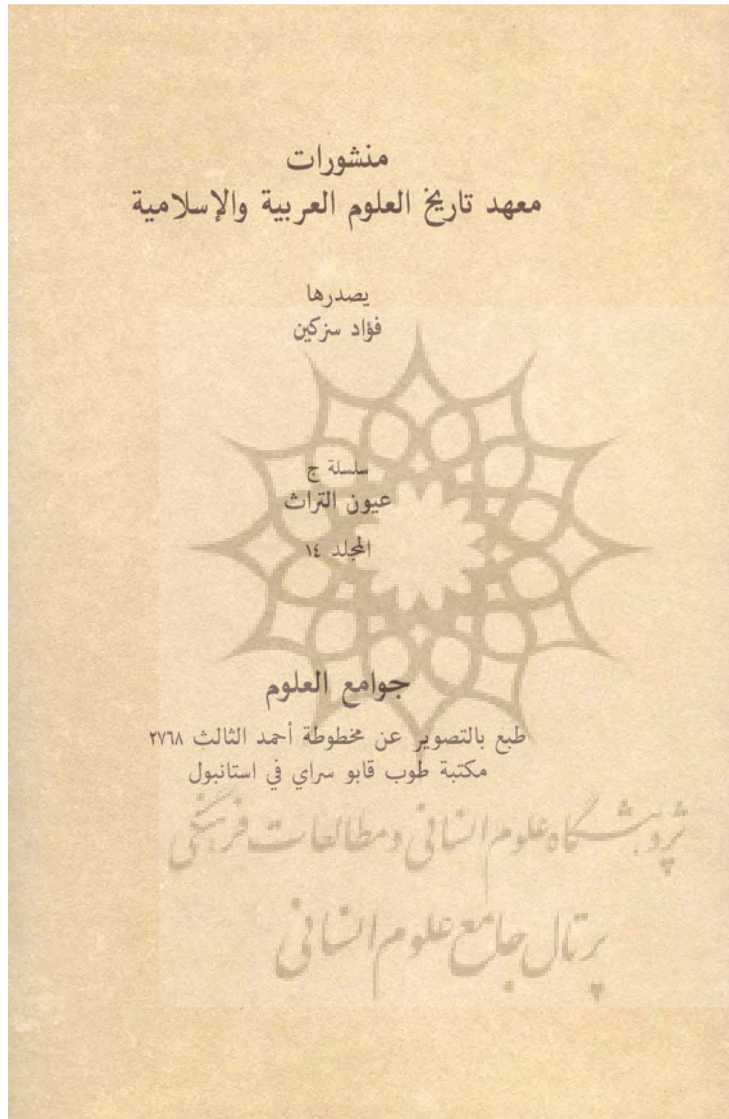 منشورات
معهد تاريخ العلوم العربية والإسلامية
يصدرها
فؤاد سزكين
سلسلة ج
عيون التراث
المجلد ١٤
جوامع العلوم
طبع بالتصوير عن مخطوطة أحمد الثالث ٢٧٦٨
مكتبة طوب قابو سراي في استانبول
پژوهشگاه علوم انسانی و مطالعات فرهنگی
پرتال جامع علوم انسانی